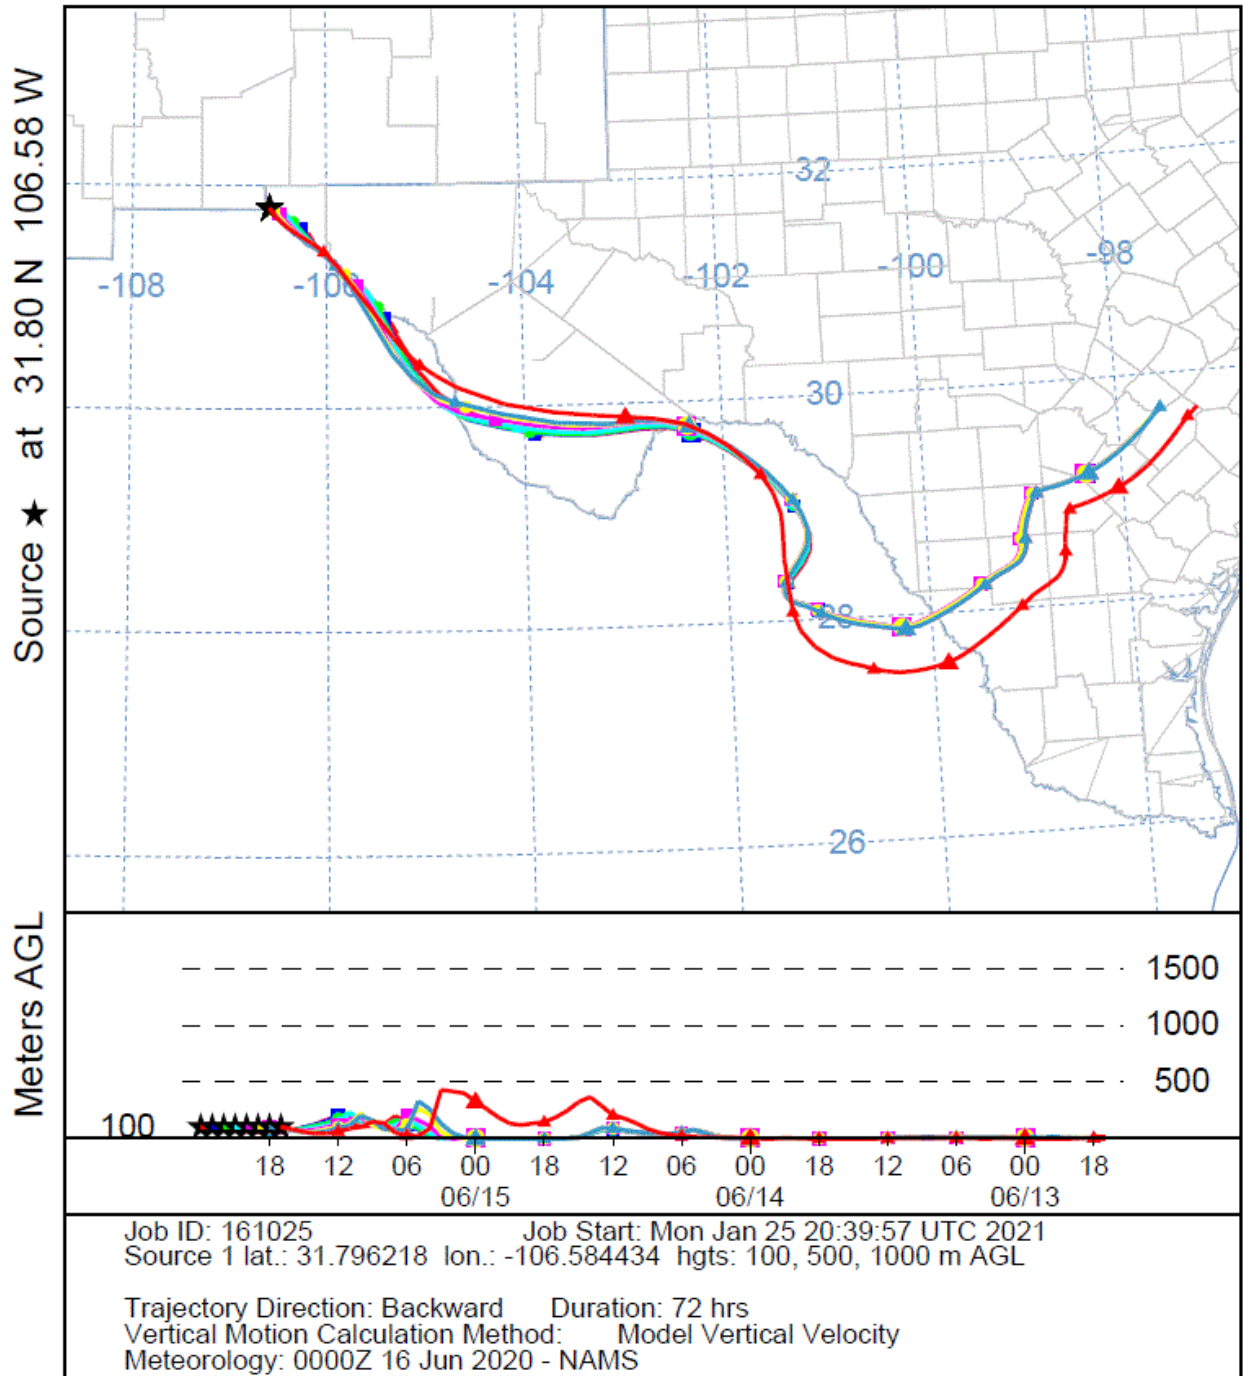 Source ★ at 31.80 N 106.58 W
32
-108
-106
-104
-102
-100
-98
30
28
26
Meters AGL
1500
1000
500
100
18 12 06 00 18 12 06 00 18 12 06 00 18
06/15 06/14 06/13
Job ID: 161025 Job Start: Mon Jan 25 20:39:57 UTC 2021
Source 1 lat.: 31.796218 lon.: -106.584434 hgts: 100, 500, 1000 m AGL
Trajectory Direction: Backward Duration: 72 hrs
Vertical Motion Calculation Method: Model Vertical Velocity
Meteorology: 0000Z 16 Jun 2020 - NAMS